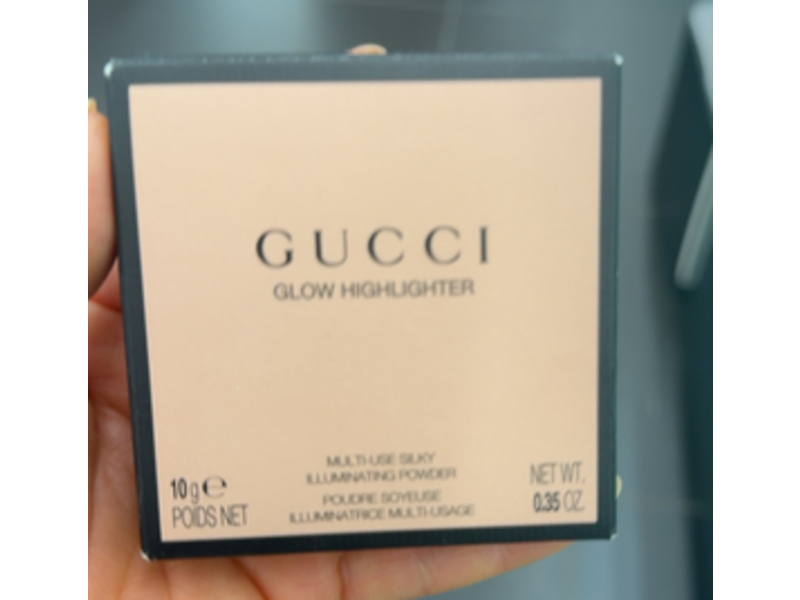 GUCCI
GLOW HIGHLIGHTER
MULTI-USE SILKY
ILLUMINATING POWDER
POUDRE SOYEUSE
ILLUMINATRICE MULTI-USAGE
10 g ℮
POIDS NET
NET WT.
0.35 OZ.